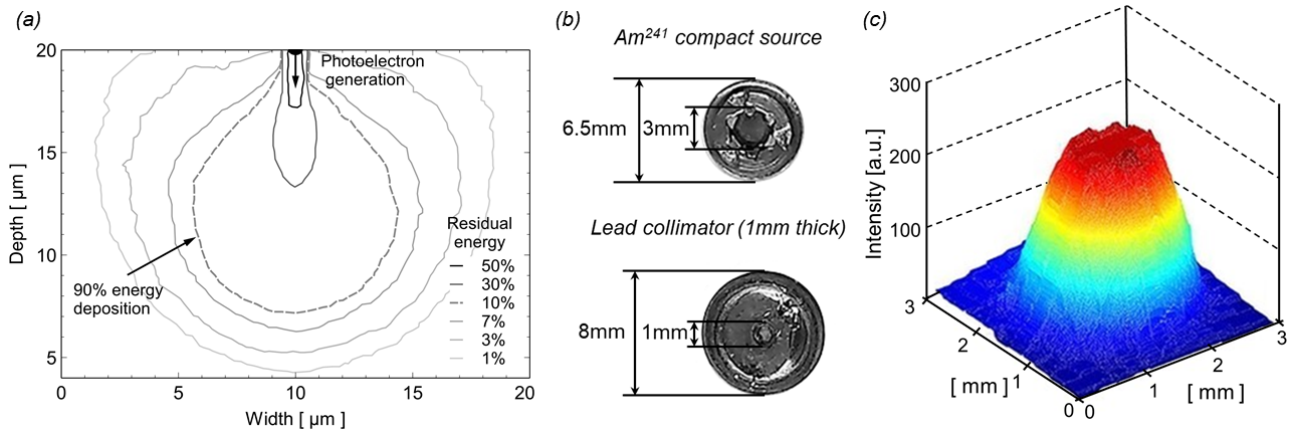 (a)
20
15
10
5
Depth [ μm ]
0
5
10
15
20
Width [ μm ]
Photoelectron
generation
90% energy
deposition
Residual
energy
50%
30%
10%
7%
3%
1%
(b)
Am²⁴¹ compact source
6.5mm
3mm
Lead collimator (1mm thick)
8mm
1mm
(c)
300
200
100
Intensity [a.u.]
3
2
1
0
[ mm ]
0
1
2
3
[ mm ]